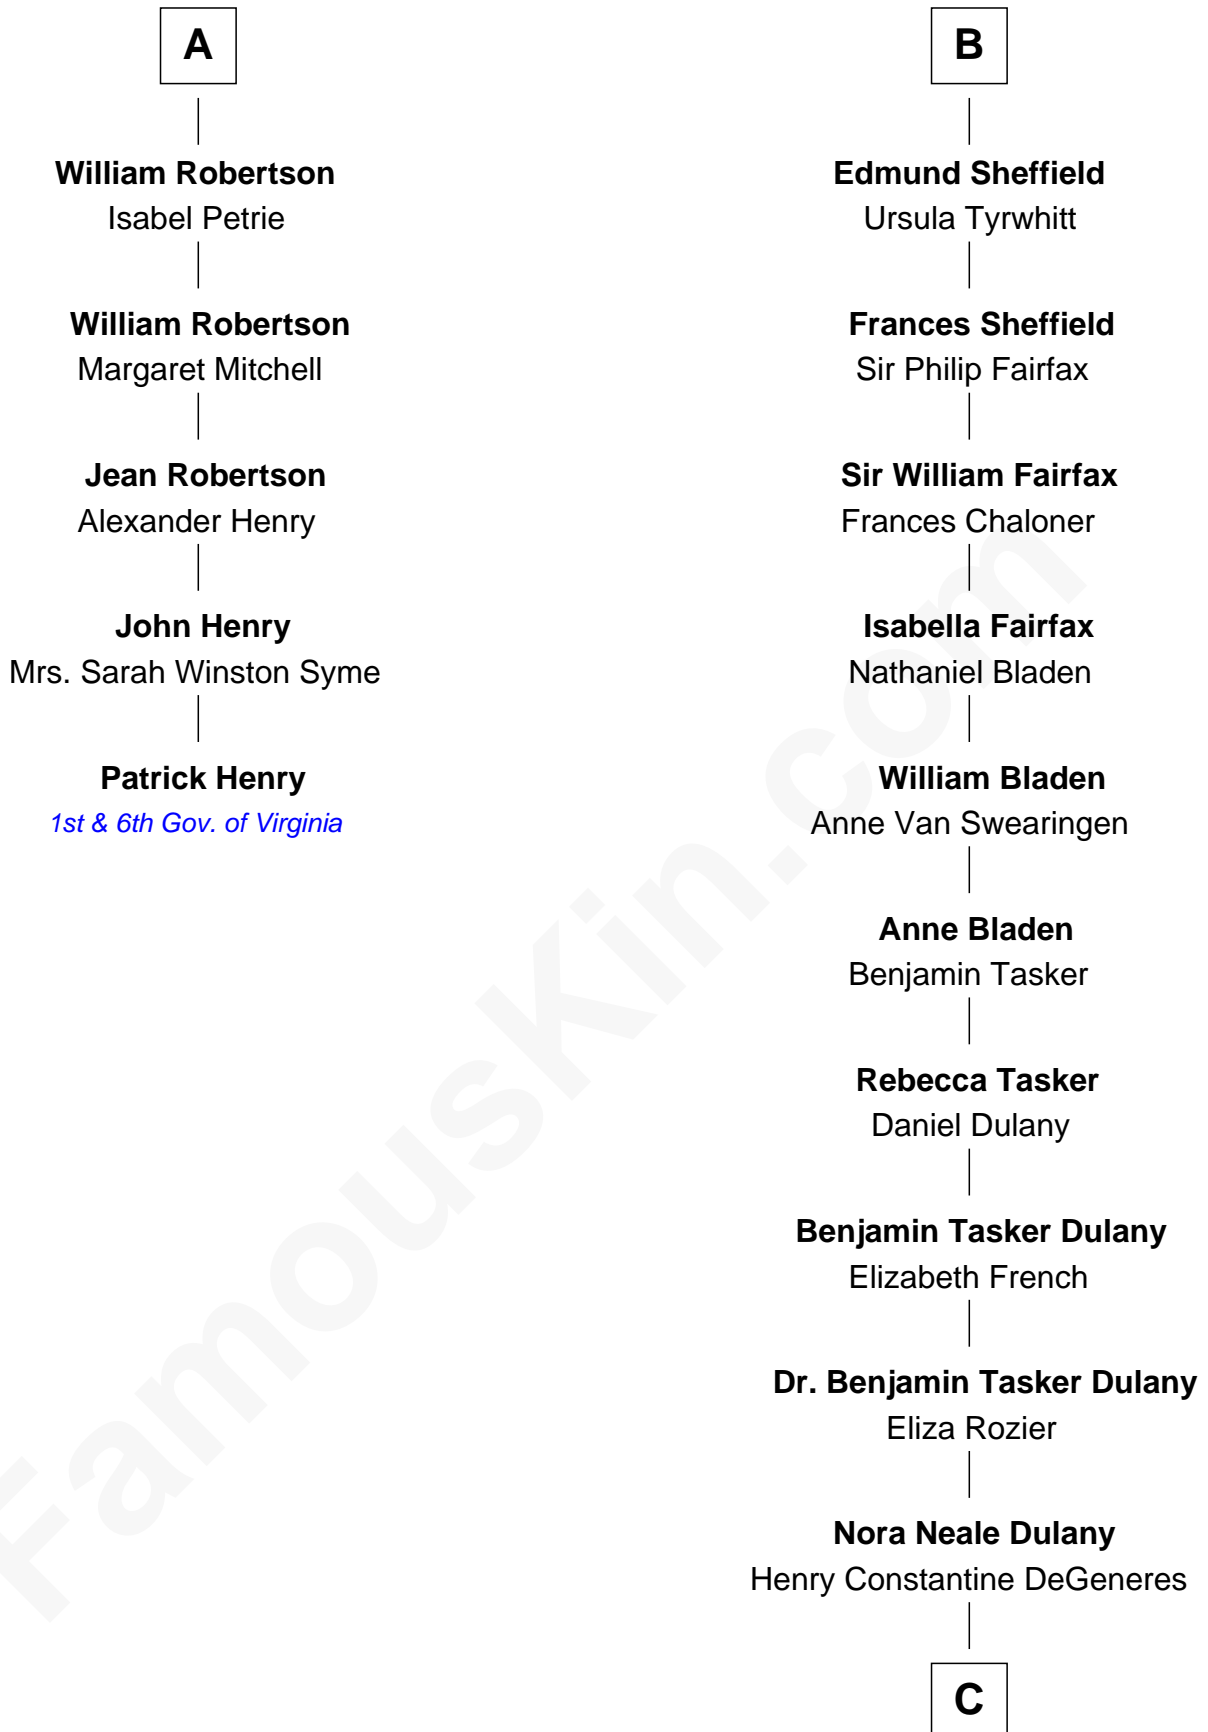 A
William Robertson
Isabel Petrie
William Robertson
Margaret Mitchell
Jean Robertson
Alexander Henry
John Henry
Mrs. Sarah Winston Syme
Patrick Henry
1st & 6th Gov. of Virginia
B
Edmund Sheffield
Ursula Tyrwhitt
Frances Sheffield
Sir Philip Fairfax
Sir William Fairfax
Frances Chaloner
Isabella Fairfax
Nathaniel Bladen
William Bladen
Anne Van Swearingen
Anne Bladen
Benjamin Tasker
Rebecca Tasker
Daniel Dulany
Benjamin Tasker Dulany
Elizabeth French
Dr. Benjamin Tasker Dulany
Eliza Rozier
Nora Neale Dulany
Henry Constantine DeGeneres
C
FamousKin.com